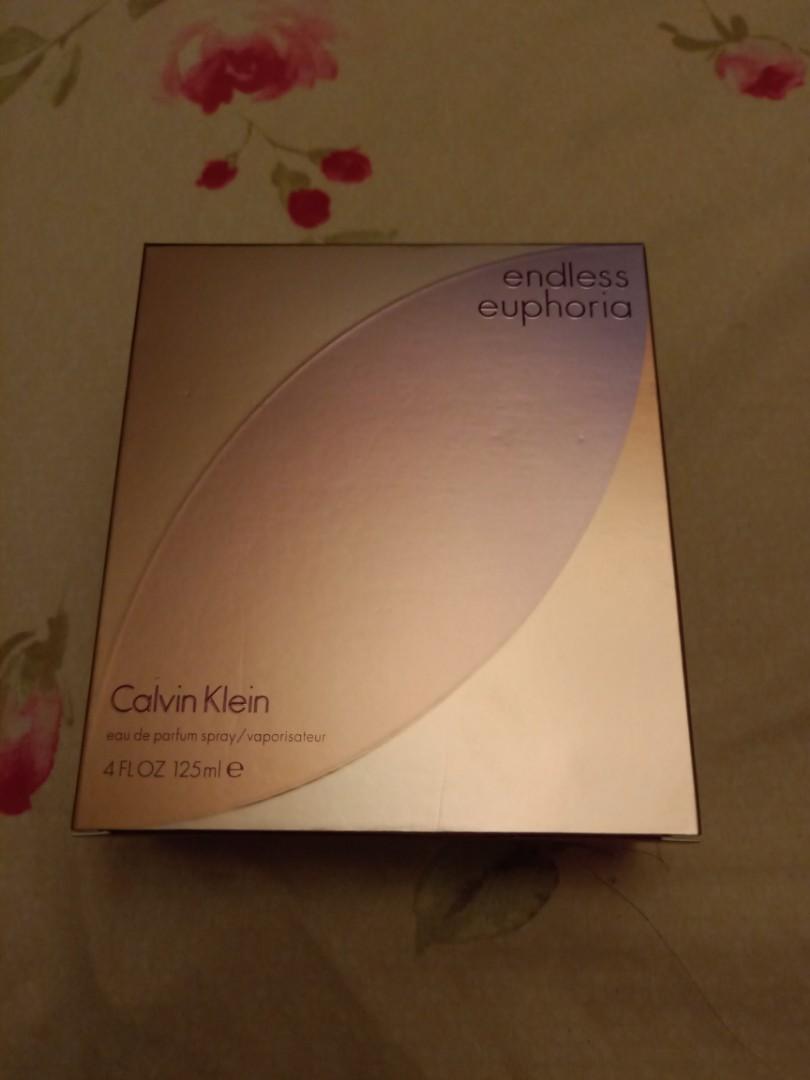 endless
euphoria
Calvin Klein
eau de parfum spray/vaporisateur
4 FL OZ 125ml ℮